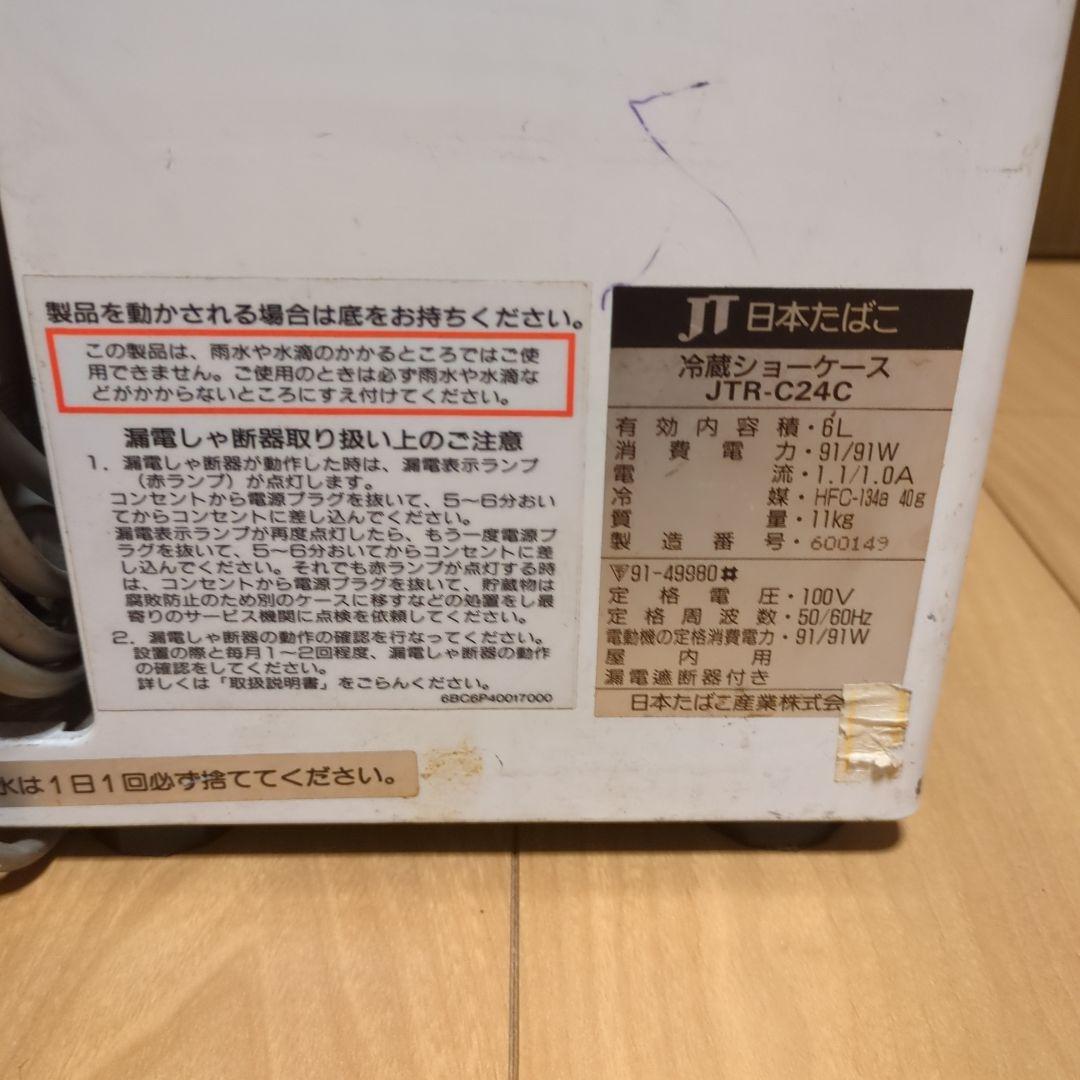 製品を動かされる場合は底をお持ちください。
この製品は、雨水や水滴のかかるところではご使
用できません。ご使用のときは必ず雨水や水滴な
どがかからないところにすえ付けてください。
漏電しゃ断器取り扱い上のご注意
1．漏電しゃ断器が動作した時は、漏電表示ランプ
（赤ランプ）が点灯します。
コンセントから電源プラグを抜いて、5〜6分おい
てからコンセントに差し込んでください。
漏電表示ランプが再度点灯したら、もう一度電源プ
ラグを抜いて、5〜6分おいてからコンセントに差
し込んでください。それでも赤ランプが点灯する時
は、コンセントから電源プラグを抜いて、貯蔵物は
腐敗防止のため別のケースに移すなどの処置をし最
寄りのサービス機関に点検を依頼してください。
2．漏電しゃ断器の動作の確認を行なってください。
設置の際と毎月1〜2回程度、漏電しゃ断器の動作
の確認をしてください。
詳しくは「取扱説明書」をごらんください。
6BC6P40017000
JT 日本たばこ
冷蔵ショーケース
JTR-C24C
有効内容積・6L
消費電力・91/91W
電流・1.1/1.0A
冷媒・HFC-134a 40g
質量・11kg
製造番号・600149
91-49980
定格電圧・100V
定格周波数・50/60Hz
電動機の定格消費電力・91/91W
屋内用
漏電遮断器付き
日本たばこ産業株式会
水は1日1回必ず捨ててください。